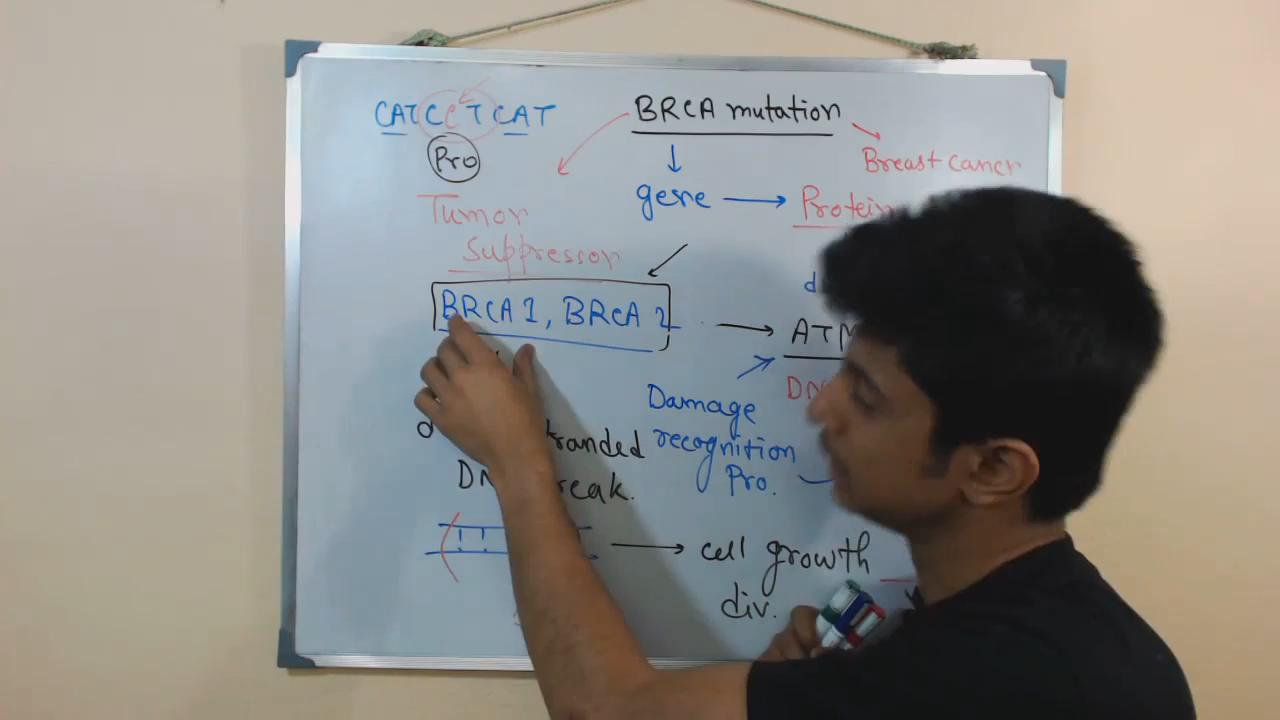 CATCCTCAT
BRCA mutation
Pro
Breast cancer
gene → Protein
Tumor
suppressor
BRCA 1, BRCA 2 →
Damage
recognition
Pro.
break.
→ cell growth
div.